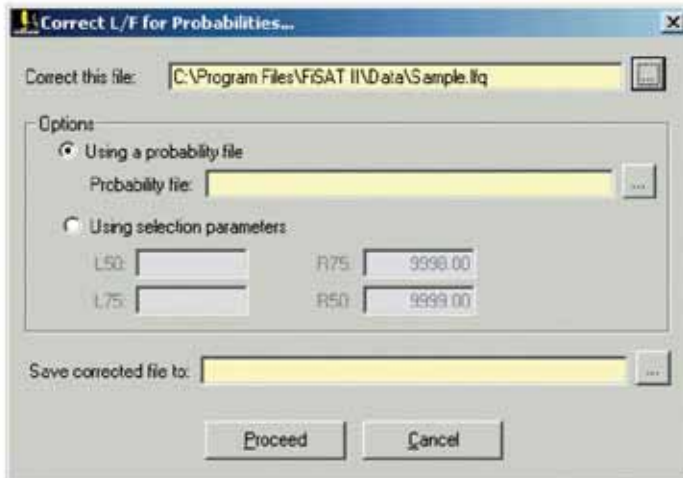 Correct L/F for Probabilities...
Correct this file: C:\Program Files\FiSAT II\Data\Sample.lfq ...
Options
Using a probability file
Probability file: ...
Using selection parameters
L50: R75: 9998.00
L75: R50: 9999.00
Save corrected file to: ...
Proceed Cancel